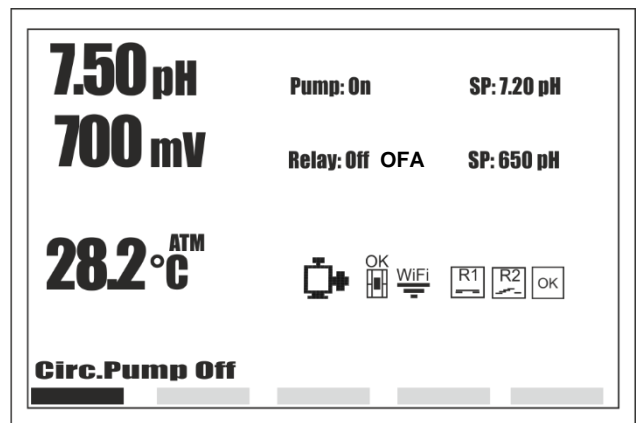 7.50 pH Pump: On SP: 7.20 pH
700 mV Relay: Off OFA SP: 650 pH
28.2 °C ATM
OK WiFi R1 R2 OK
Circ.Pump Off